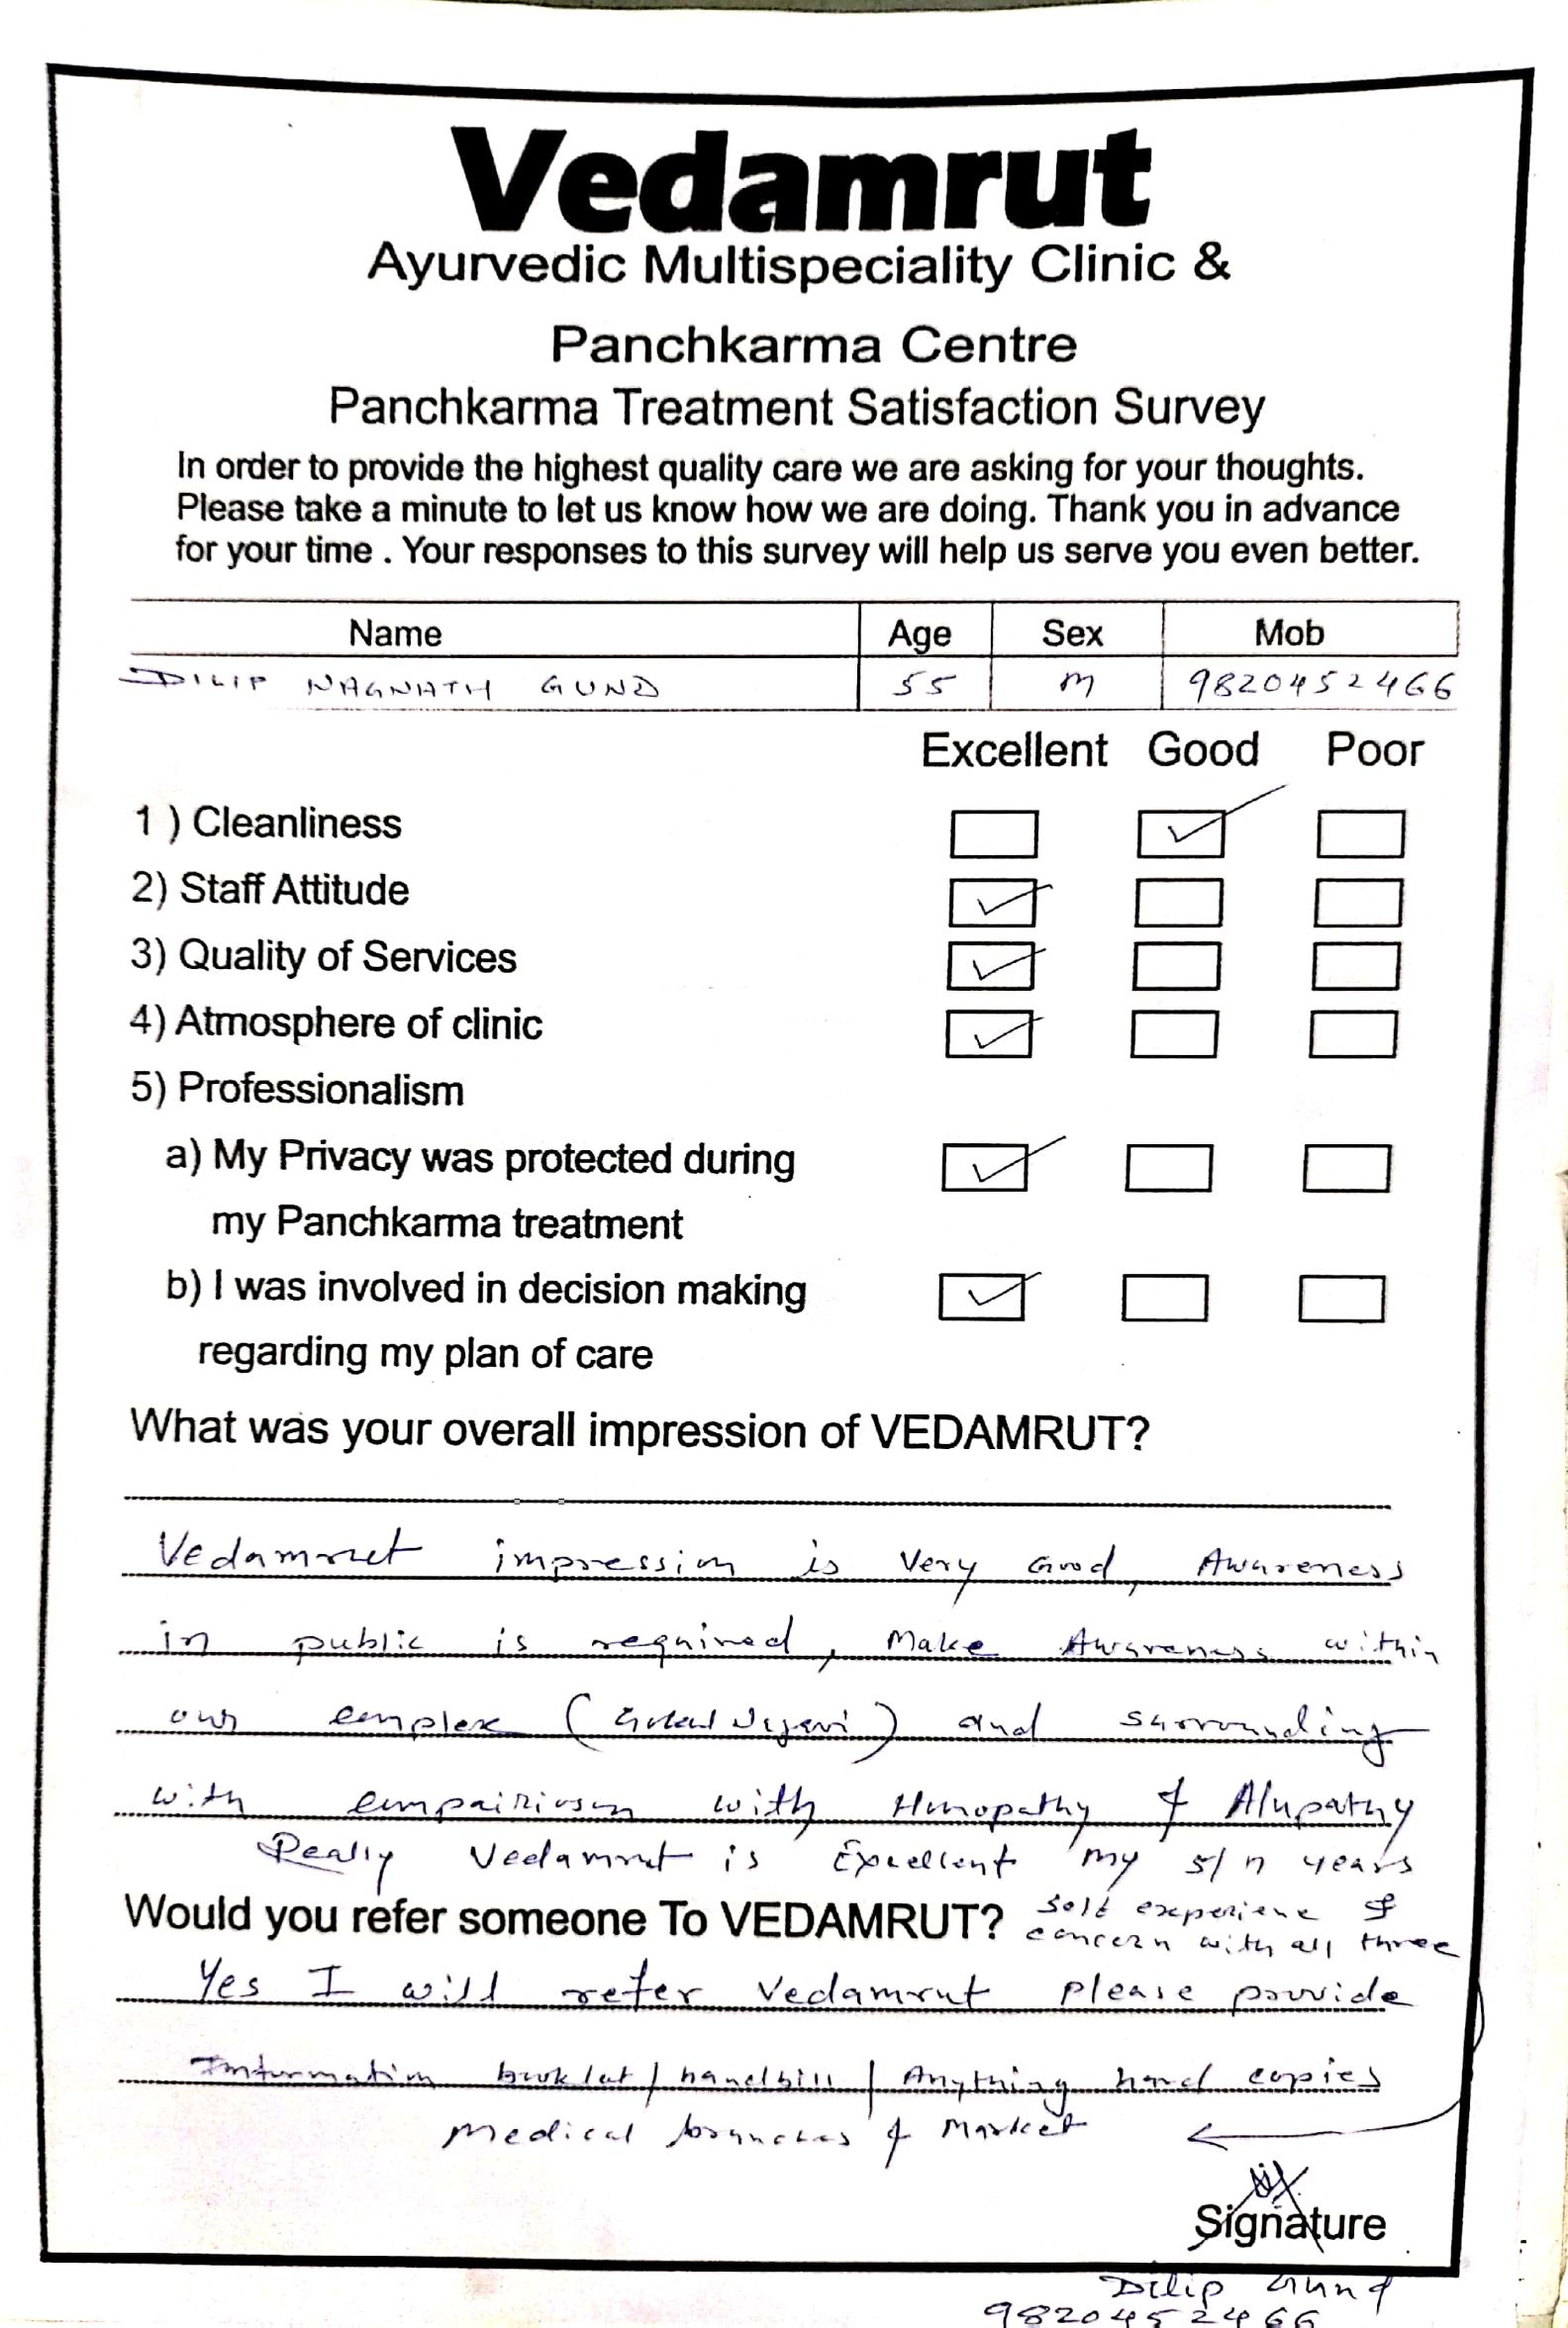 Vedamrut
Ayurvedic Multispeciality Clinic &
Panchkarma Centre
Panchkarma Treatment Satisfaction Survey
In order to provide the highest quality care we are asking for your thoughts.
Please take a minute to let us know how we are doing. Thank you in advance
for your time . Your responses to this survey will help us serve you even better.
Name Age Sex Mob
DILIP NAGNATH GUND 55 M 9820452466
Excellent Good Poor
1 ) Cleanliness
2) Staff Attitude
3) Quality of Services
4) Atmosphere of clinic
5) Professionalism
a) My Privacy was protected during
my Panchkarma treatment
b) I was involved in decision making
regarding my plan of care
What was your overall impression of VEDAMRUT?
Vedamrut impression is Very Good, Awareness
in public is required, Make Awareness within
our complex ( ) and surrounding
with with & 
Really Vedamrut is Excellent my years
Would you refer someone To VEDAMRUT?
experience &
concern with all three
Yes I will refer Vedamrut please provide
Information booklet / handbill / Anything hard copies
medical branches & Market
Signature
Dilip Gund
9820452466